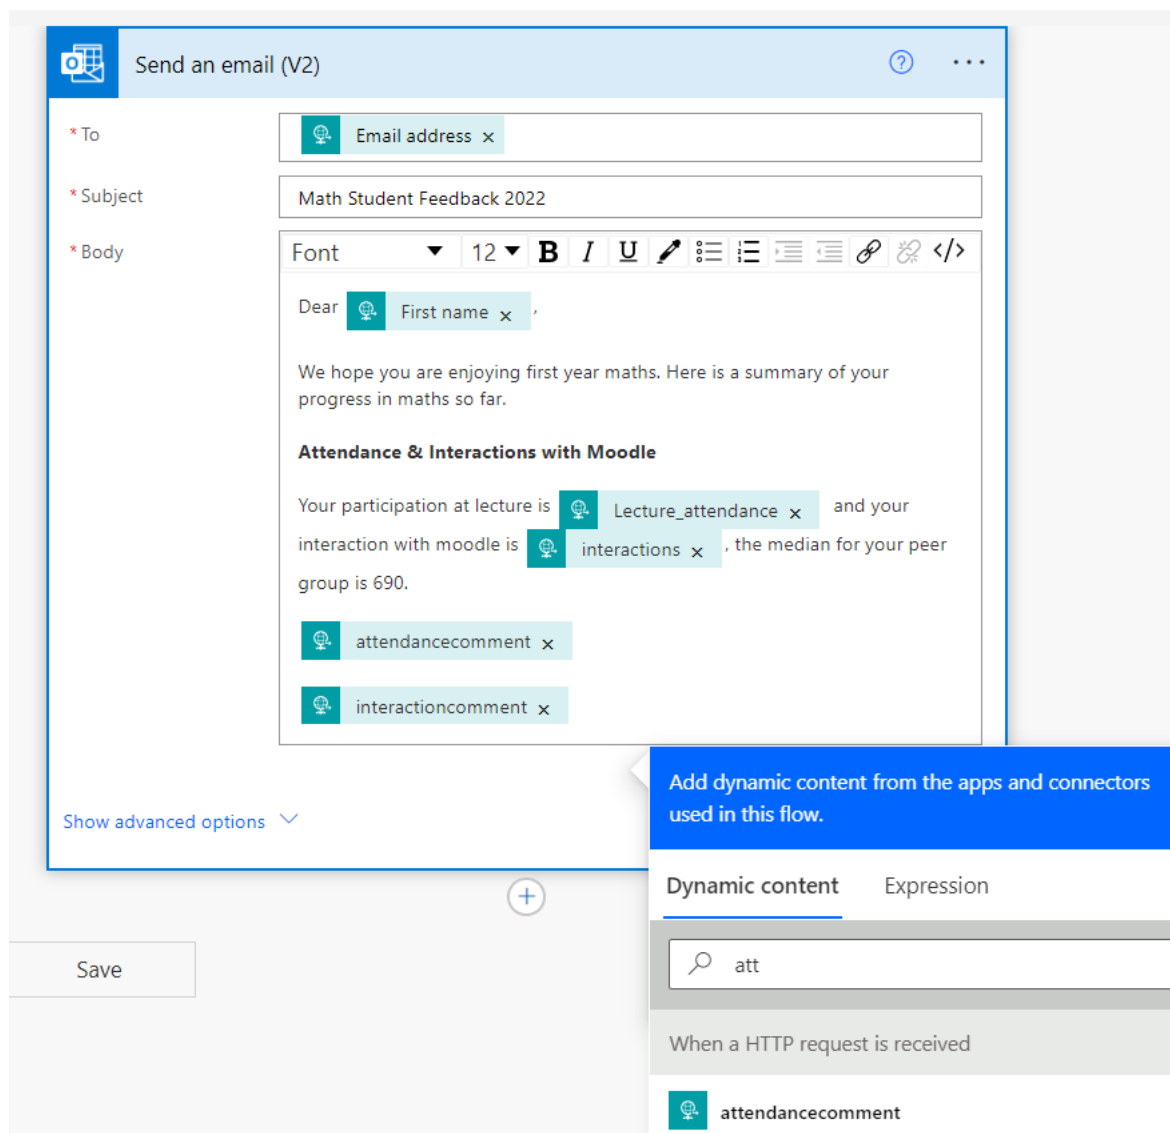 Send an email (V2)
? ...
* To
Email address ×
* Subject
Math Student Feedback 2022
* Body
Font 12 B I U </>
Dear First name × ,
We hope you are enjoying first year maths. Here is a summary of your
progress in maths so far.
Attendance & Interactions with Moodle
Your participation at lecture is Lecture_attendance × and your
interaction with moodle is interactions × , the median for your peer
group is 690.
attendancecomment ×
interactioncomment ×
Show advanced options
Add dynamic content from the apps and connectors
used in this flow.
Dynamic content Expression
att
When a HTTP request is received
attendancecomment
Save